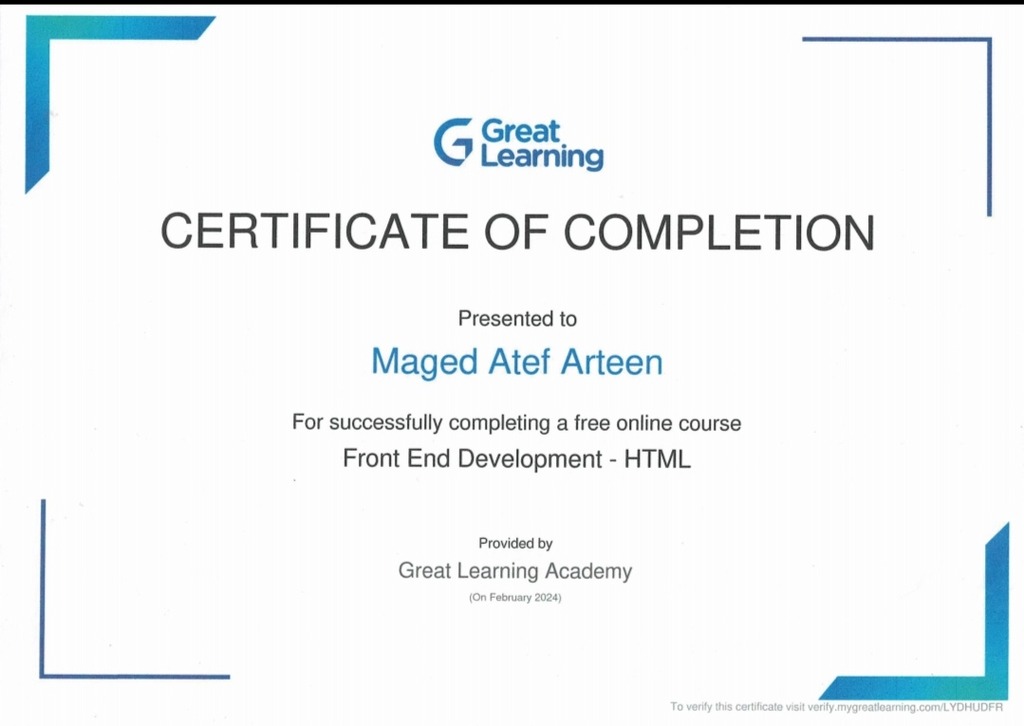 Great
Learning
CERTIFICATE OF COMPLETION
Presented to
Maged Atef Arteen
For successfully completing a free online course
Front End Development - HTML
Provided by
Great Learning Academy
(On February 2024)
To verify this certificate visit verify.mygreatlearning.com/LYDHUDFR